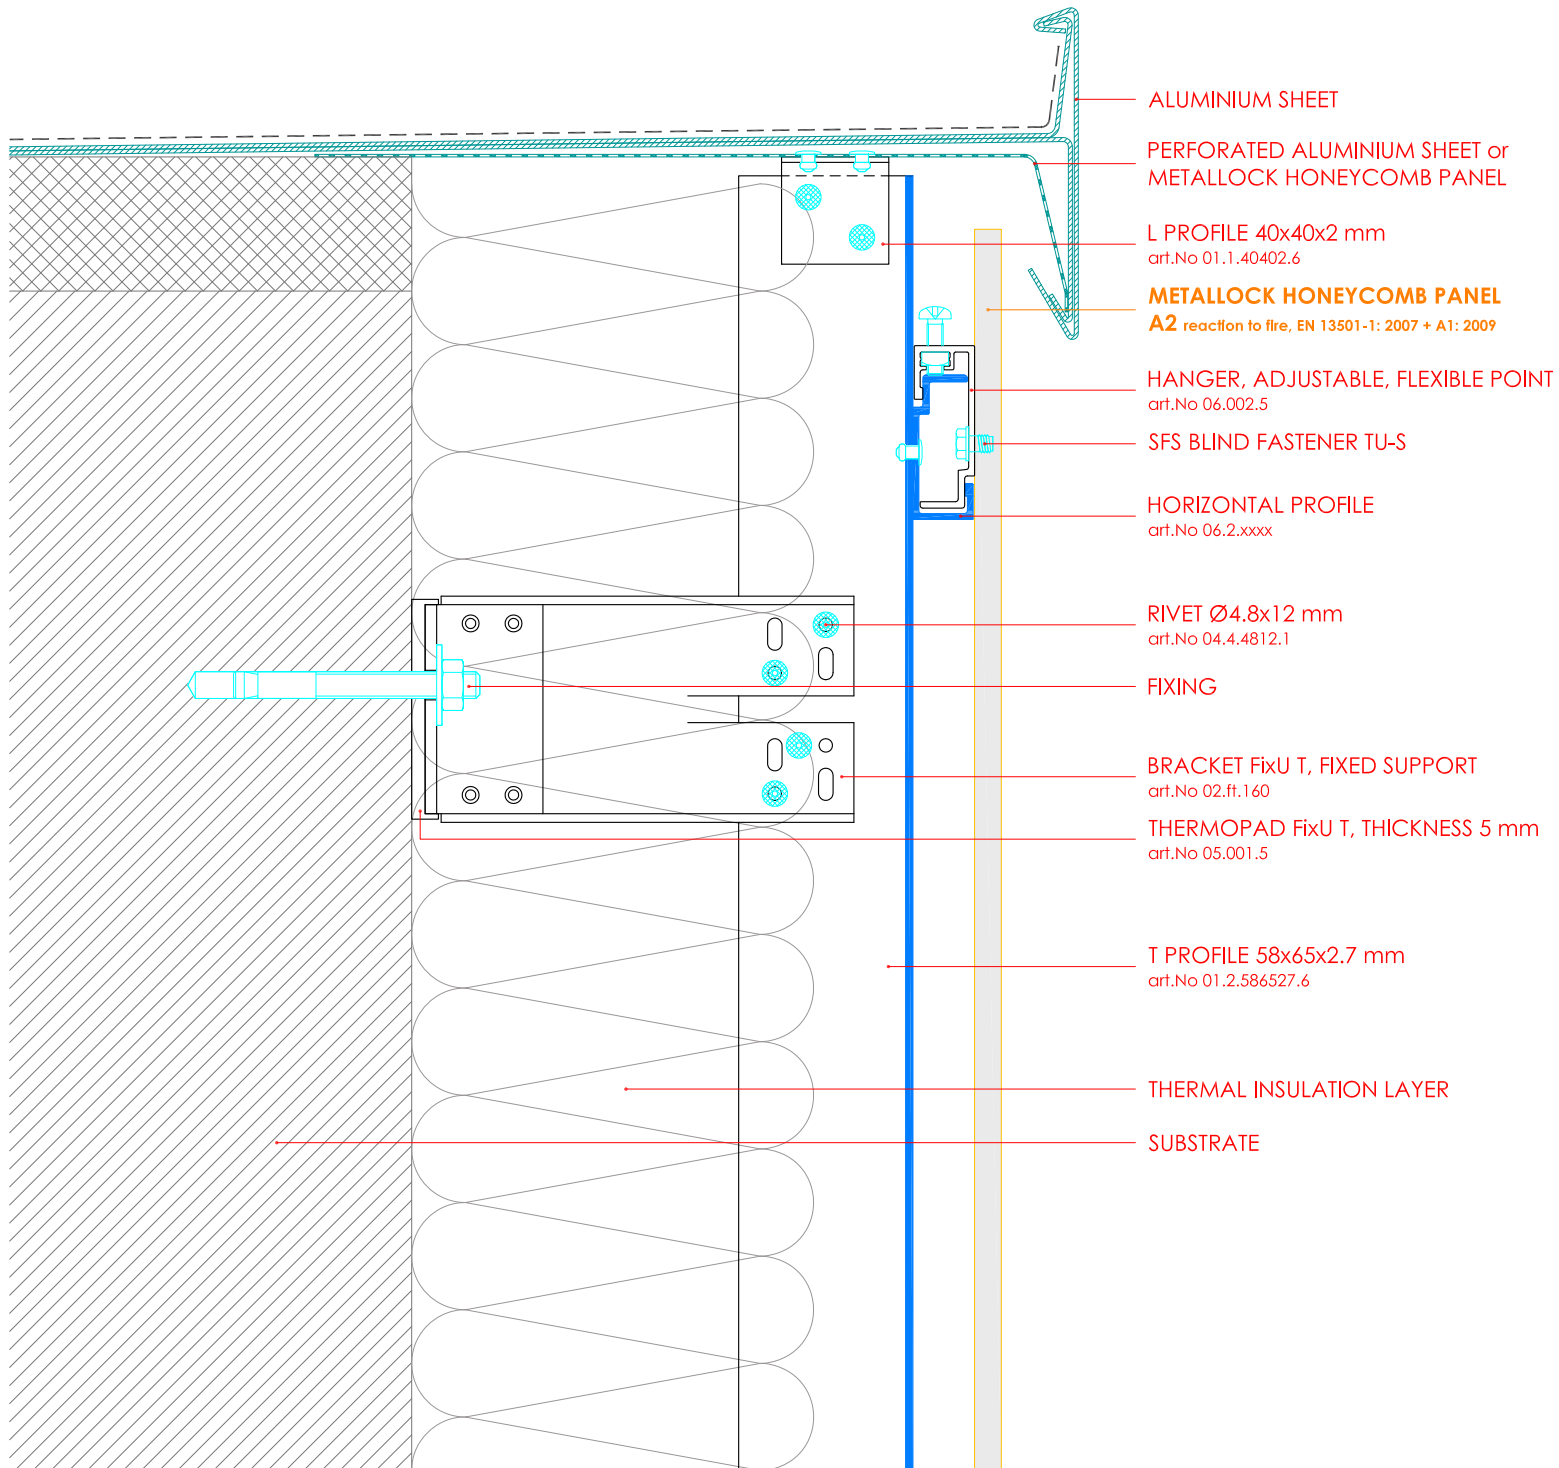 ALUMINIUM SHEET
PERFORATED ALUMINIUM SHEET or
METALLOCK HONEYCOMB PANEL
L PROFILE 40x40x2 mm
art.No 01.1.40402.6
METALLOCK HONEYCOMB PANEL
A2 reaction to fire, EN 13501-1: 2007 + A1: 2009
HANGER, ADJUSTABLE, FLEXIBLE POINT
art.No 06.002.5
SFS BLIND FASTENER TU-S
HORIZONTAL PROFILE
art.No 06.2.xxxx
RIVET Ø4.8x12 mm
art.No 04.4.4812.1
FIXING
BRACKET FixU T, FIXED SUPPORT
art.No 02.ft.160
THERMOPAD FixU T, THICKNESS 5 mm
art.No 05.001.5
T PROFILE 58x65x2.7 mm
art.No 01.2.586527.6
THERMAL INSULATION LAYER
SUBSTRATE